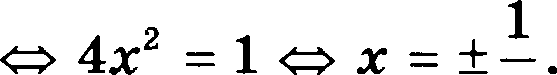 ⇔ 4x² = 1 ⇔ x = ± 1/